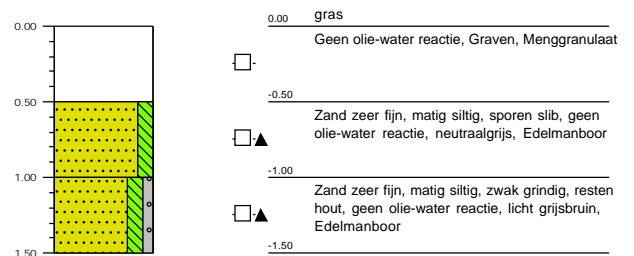 0.00
0.50
1.00
1.50
0.00 gras
Geen olie-water reactie, Graven, Menggranulaat
-0.50
Zand zeer fijn, matig siltig, sporen slib, geen
olie-water reactie, neutraalgrijs, Edelmanboor
-1.00
Zand zeer fijn, matig siltig, zwak grindig, resten
hout, geen olie-water reactie, licht grijsbruin,
Edelmanboor
-1.50